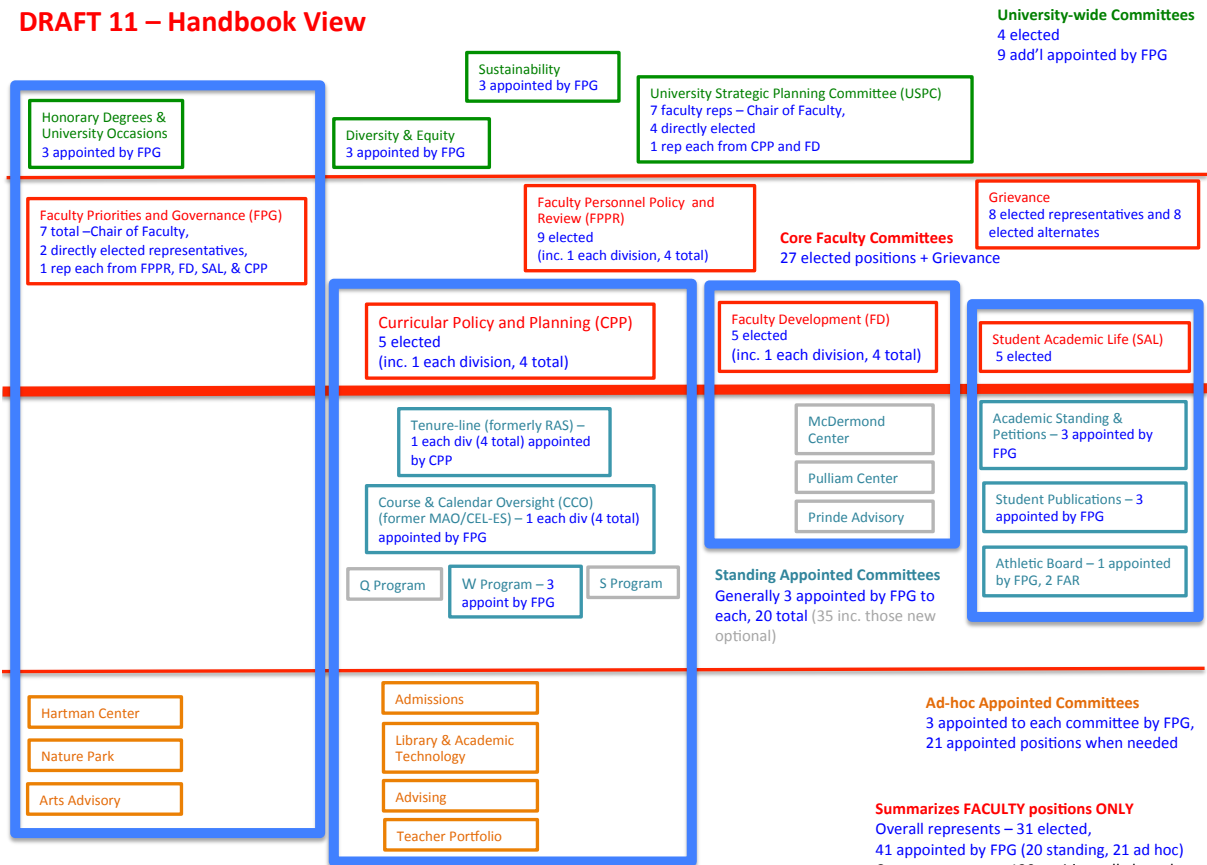 DRAFT 11 – Handbook View
University-wide Committees
4 elected
9 add'l appointed by FPG
Sustainability
3 appointed by FPG
University Strategic Planning Committee (USPC)
7 faculty reps – Chair of Faculty,
4 directly elected
1 rep each from CPP and FD
Honorary Degrees &
University Occasions
3 appointed by FPG
Diversity & Equity
3 appointed by FPG
Faculty Priorities and Governance (FPG)
7 total –Chair of Faculty,
2 directly elected representatives,
1 rep each from FPPR, FD, SAL, & CPP
Faculty Personnel Policy and
Review (FPPR)
9 elected
(inc. 1 each division, 4 total)
Core Faculty Committees
27 elected positions + Grievance
Grievance
8 elected representatives and 8
elected alternates
Curricular Policy and Planning (CPP)
5 elected
(inc. 1 each division, 4 total)
Faculty Development (FD)
5 elected
(inc. 1 each division, 4 total)
Student Academic Life (SAL)
5 elected
Tenure-line (formerly RAS) –
1 each div (4 total) appointed
by CPP
Course & Calendar Oversight (CCO)
(former MAO/CEL-ES) – 1 each div (4 total)
appointed by FPG
Q Program
W Program – 3
appoint by FPG
S Program
McDermond
Center
Pulliam Center
Prinde Advisory
Academic Standing &
Petitions – 3 appointed by
FPG
Student Publications – 3
appointed by FPG
Athletic Board – 1 appointed
by FPG, 2 FAR
Standing Appointed Committees
Generally 3 appointed by FPG to
each, 20 total (35 inc. those new
optional)
Hartman Center
Nature Park
Arts Advisory
Admissions
Library & Academic
Technology
Advising
Teacher Portfolio
Ad-hoc Appointed Committees
3 appointed to each committee by FPG,
21 appointed positions when needed
Summarizes FACULTY positions ONLY
Overall represents – 31 elected,
41 appointed by FPG (20 standing, 21 ad hoc)